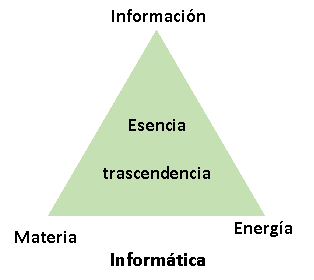 Información
Esencia
trascendencia
Materia
Energía
Informática